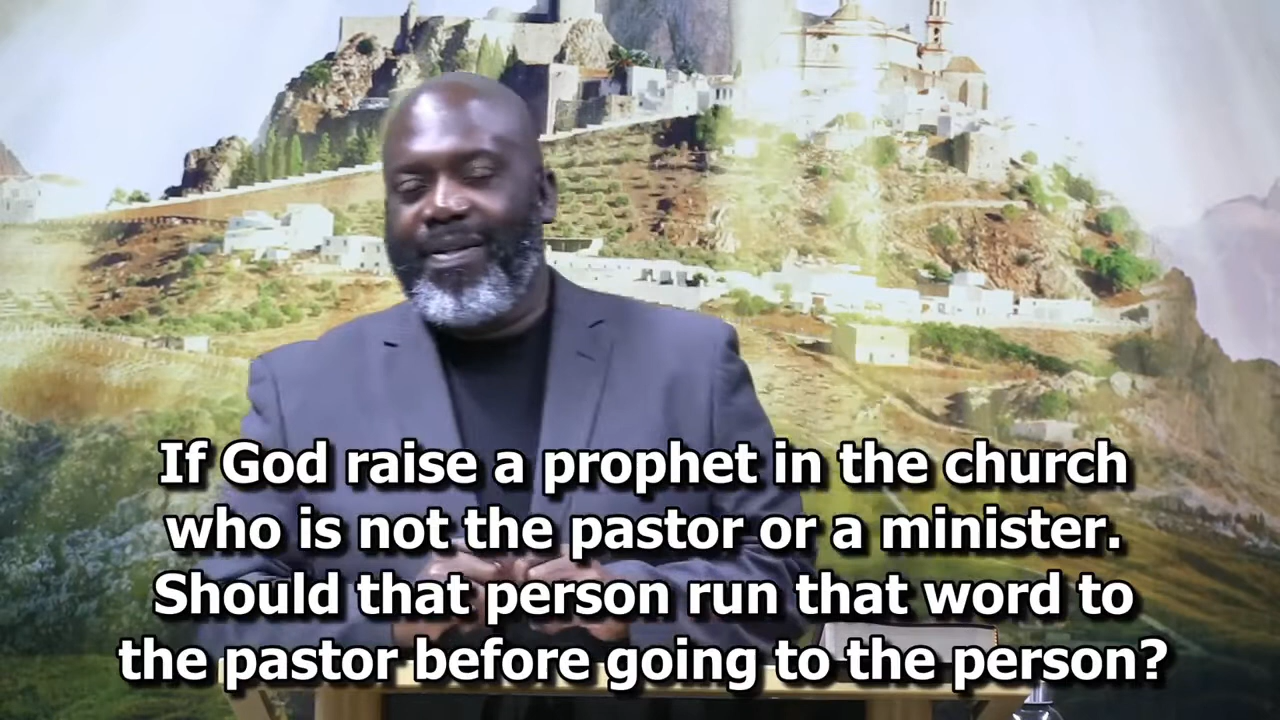 If God raise a prophet in the church
who is not the pastor or a minister.
Should that person run that word to
the pastor before going to the person?